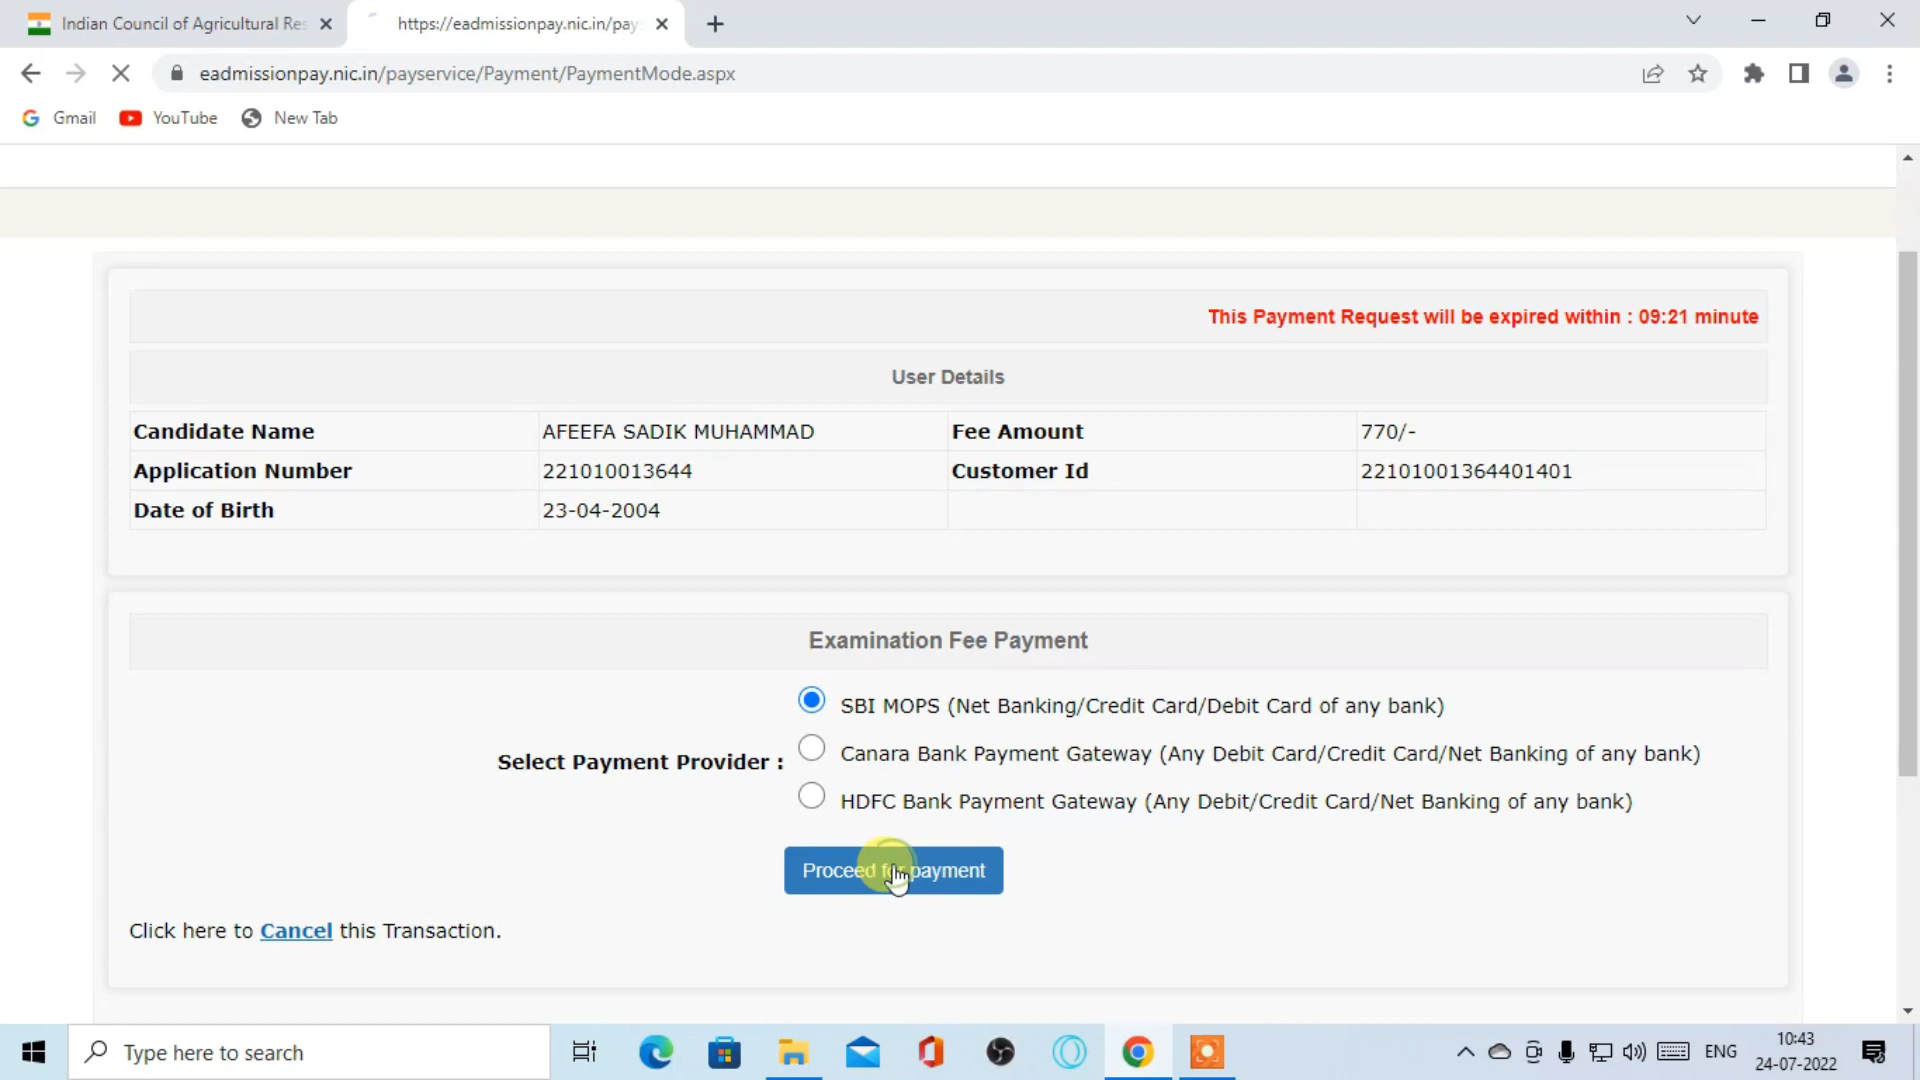 Indian Council of Agricultural Res
https://eadmissionpay.nic.in/pay
eadmissionpay.nic.in/payservice/Payment/PaymentMode.aspx
Gmail YouTube New Tab
This Payment Request will be expired within : 09:21 minute
User Details
Candidate Name AFEEFA SADIK MUHAMMAD Fee Amount 770/-
Application Number 221010013644 Customer Id 22101001364401401
Date of Birth 23-04-2004
Examination Fee Payment
SBI MOPS (Net Banking/Credit Card/Debit Card of any bank)
Select Payment Provider :
Canara Bank Payment Gateway (Any Debit Card/Credit Card/Net Banking of any bank)
HDFC Bank Payment Gateway (Any Debit/Credit Card/Net Banking of any bank)
Proceed for payment
Click here to Cancel this Transaction.
Type here to search
ENG
10:43
24-07-2022